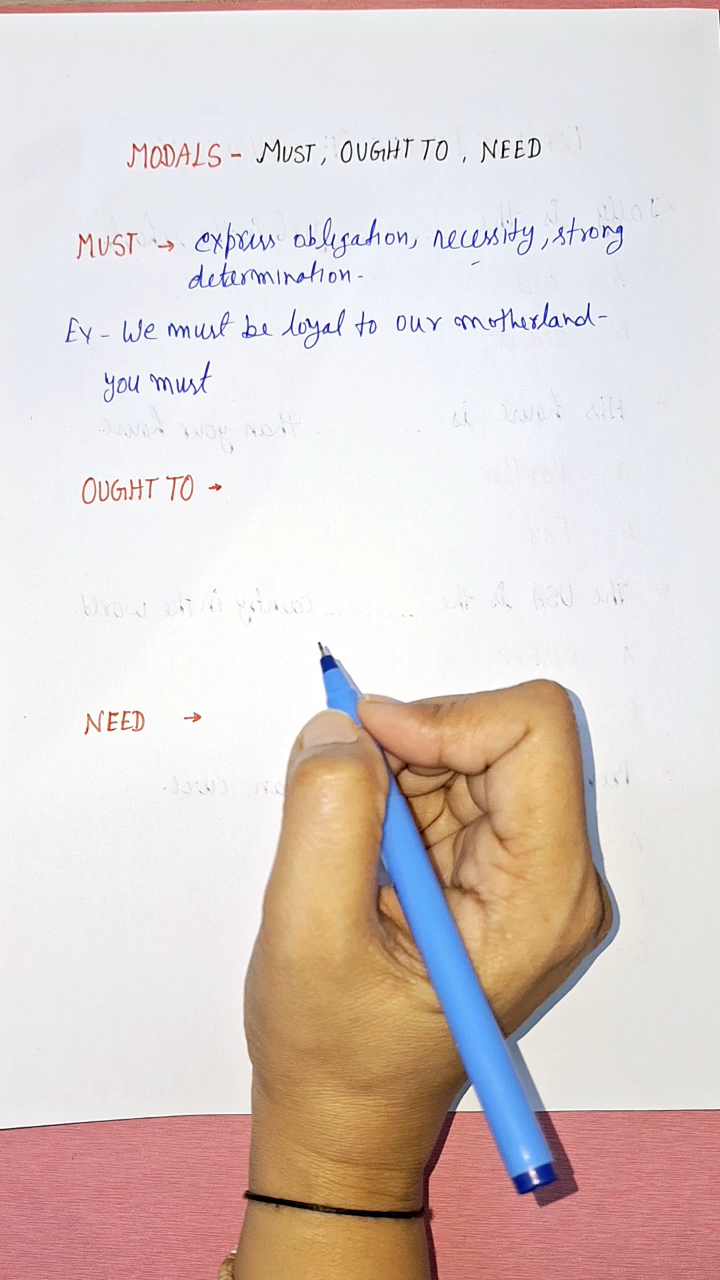 MODALS - MUST, OUGHT TO, NEED
MUST → express obligation, necessity, strong
determination.
Ex - We must be loyal to our motherland-
you must
OUGHT TO →
NEED →